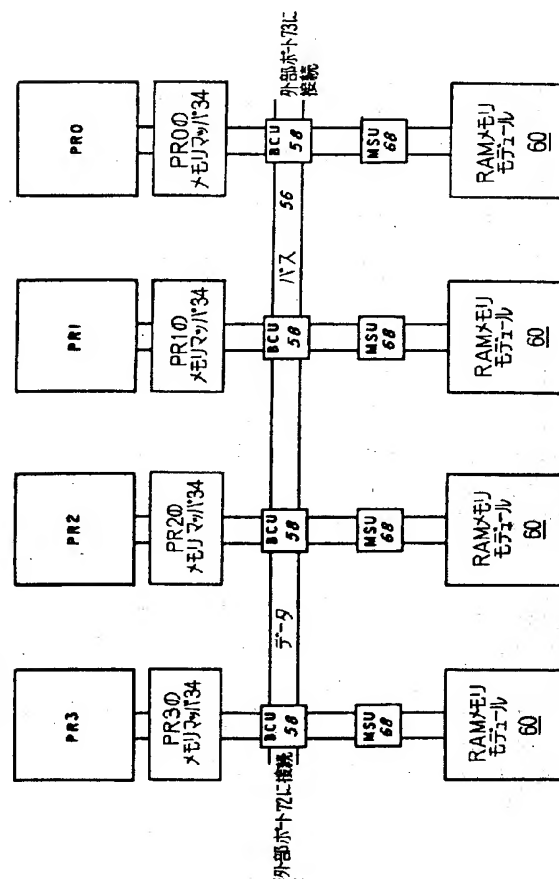 PR3
PR2
PR1
PR0
PR3の
メモリマッパ34
PR2の
メモリマッパ34
PR1の
メモリマッパ34
PR0の
メモリマッパ34
外部ポート72に接続
BCU
58
データ
BCU
58
BCU
58
バス 56
BCU
58
外部ポート73に
接続
MSU
68
MSU
68
MSU
68
MSU
68
RAMメモリ
モデュール
60
RAMメモリ
モデュール
60
RAMメモリ
モデュール
60
RAMメモリ
モデュール
60